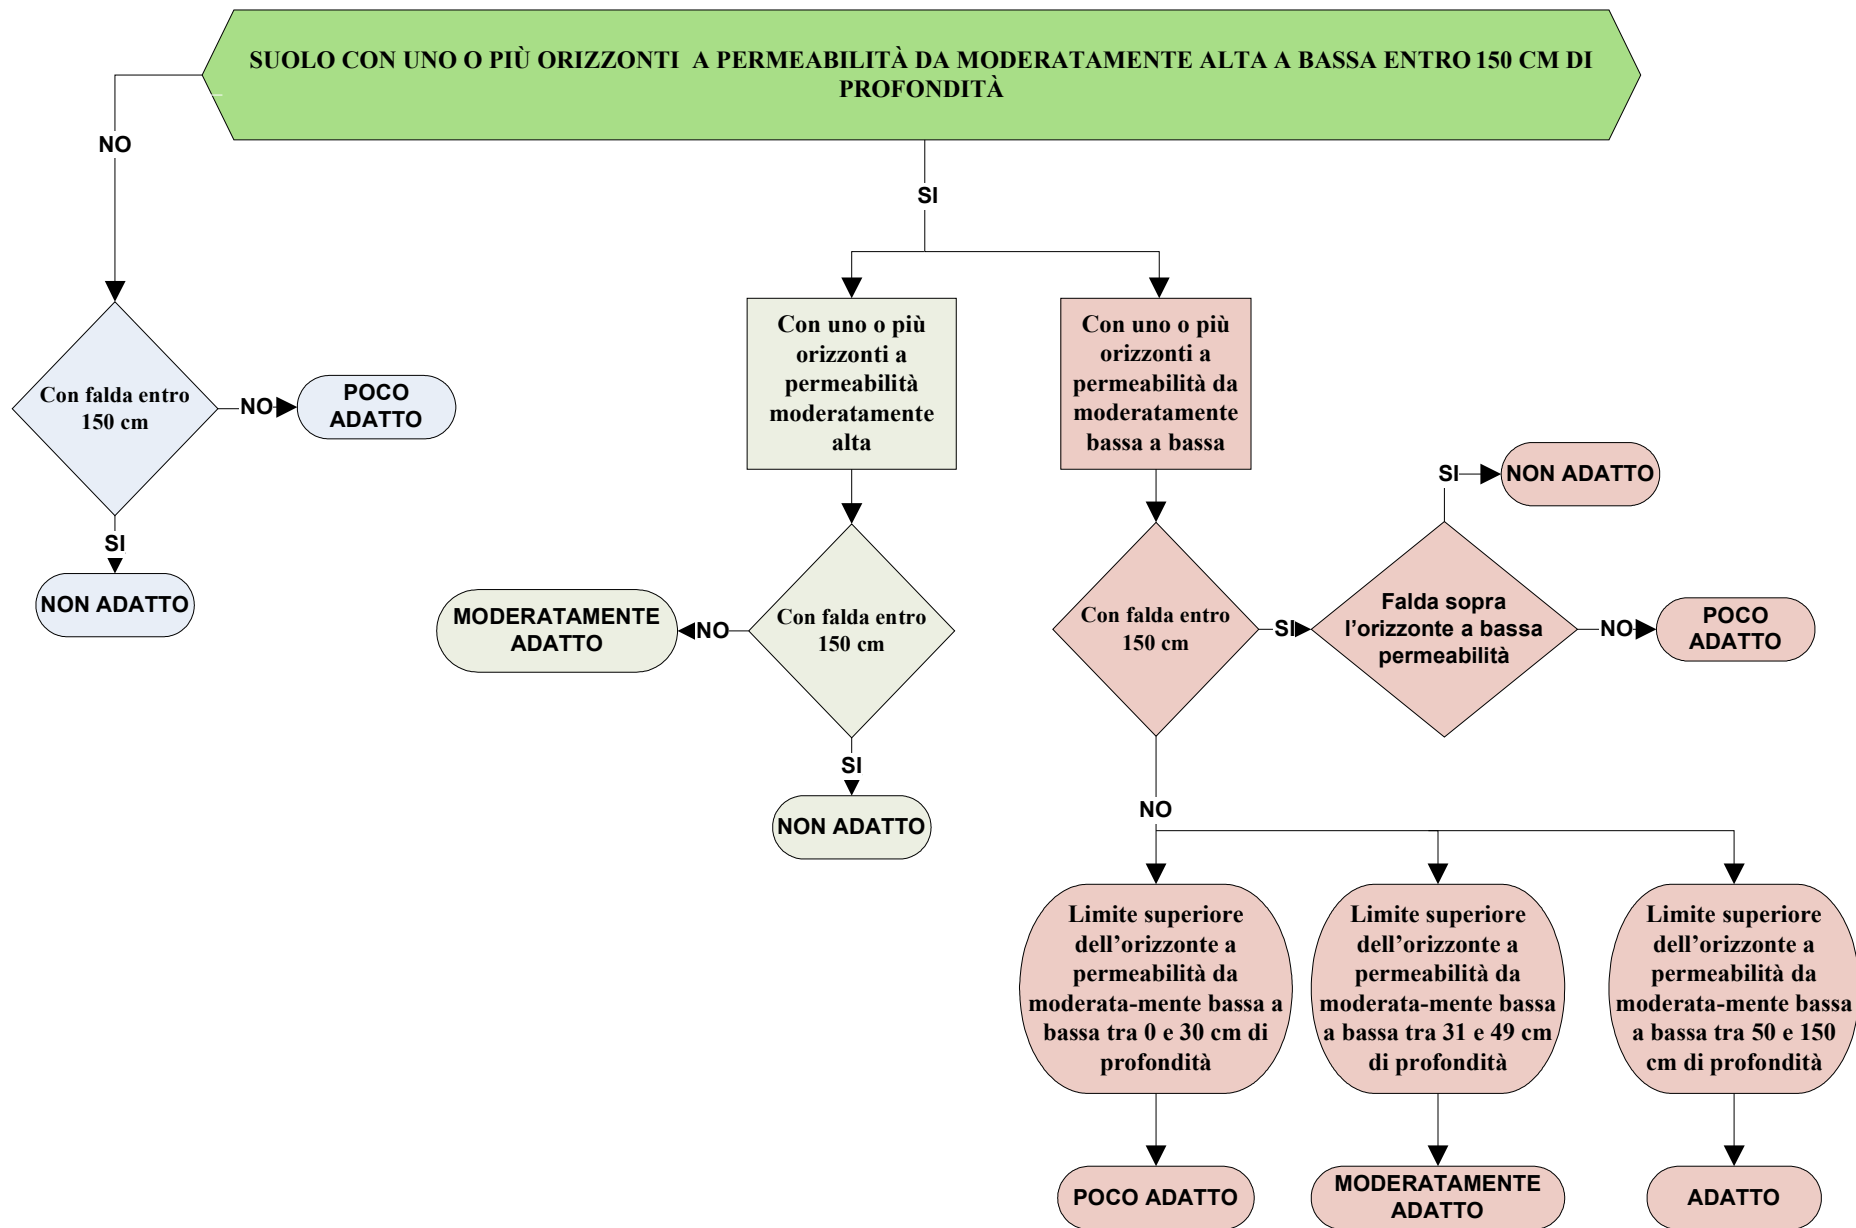 SUOLO CON UNO O PIÙ ORIZZONTI A PERMEABILITÀ DA MODERATAMENTE ALTA A BASSA ENTRO 150 CM DI
PROFONDITÀ
NO
SI
Con falda entro
150 cm
NO
POCO
ADATTO
SI
NON ADATTO
Con uno o più
orizzonti a
permeabilità
moderatamente
alta
Con falda entro
150 cm
NO
MODERATAMENTE
ADATTO
SI
NON ADATTO
Con uno o più
orizzonti a
permeabilità da
moderatamente
bassa a bassa
Con falda entro
150 cm
SI
Falda sopra
l’orizzonte a bassa
permeabilità
SI
NON ADATTO
NO
POCO
ADATTO
NO
Limite superiore
dell’orizzonte a
permeabilità da
moderata-mente bassa a
bassa tra 0 e 30 cm di
profondità
POCO ADATTO
Limite superiore
dell’orizzonte a
permeabilità da
moderata-mente bassa
a bassa tra 31 e 49 cm
di profondità
MODERATAMENTE
ADATTO
Limite superiore
dell’orizzonte a
permeabilità da
moderata-mente bassa
a bassa tra 50 e 150
cm di profondità
ADATTO